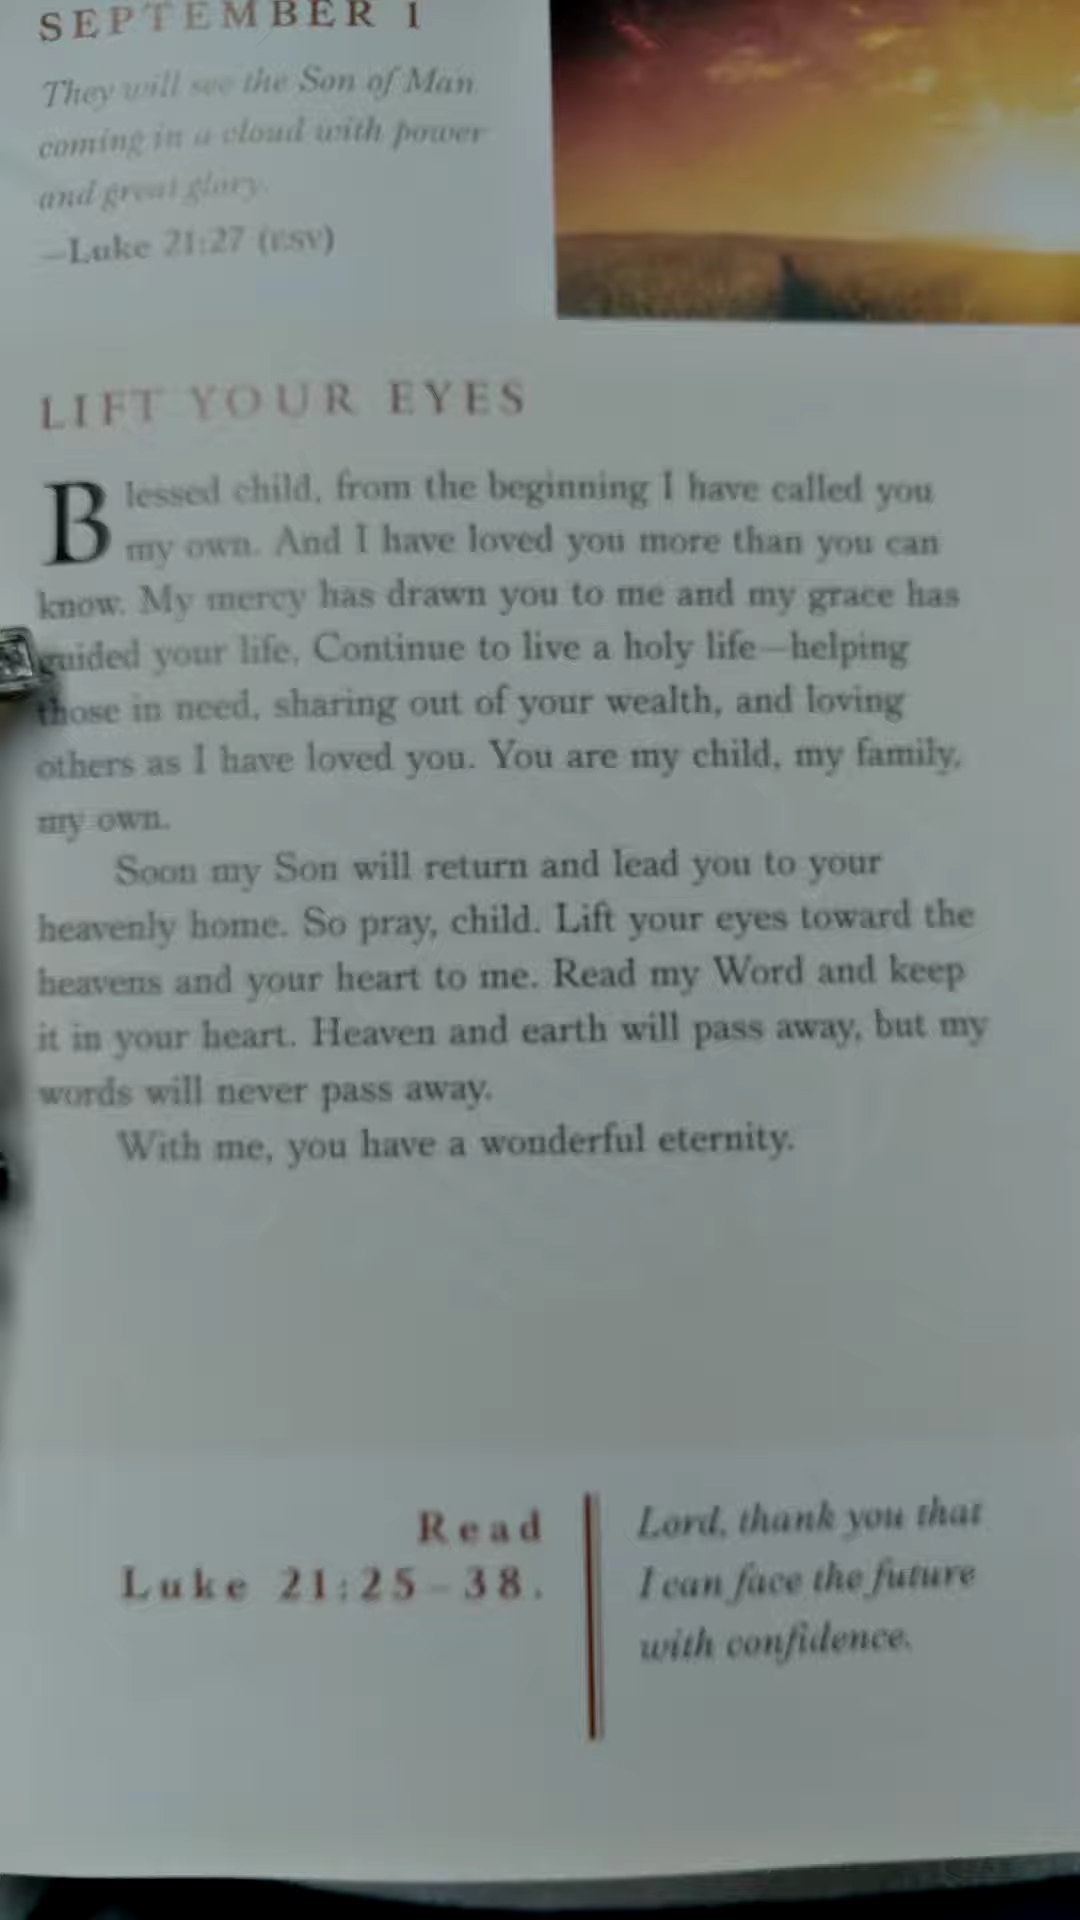 SEPTEMBER 1
They will see the Son of Man
coming in a cloud with power
and great glory.
—Luke 21:27 (ESV)
LIFT YOUR EYES
Blessed child, from the beginning I have called you
my own. And I have loved you more than you can
know. My mercy has drawn you to me and my grace has
guided your life. Continue to live a holy life—helping
those in need, sharing out of your wealth, and loving
others as I have loved you. You are my child, my family,
my own.
Soon my Son will return and lead you to your
heavenly home. So pray, child. Lift your eyes toward the
heavens and your heart to me. Read my Word and keep
it in your heart. Heaven and earth will pass away, but my
words will never pass away.
With me, you have a wonderful eternity.
Read
Luke 21:25–38.
Lord, thank you that
I can face the future
with confidence.